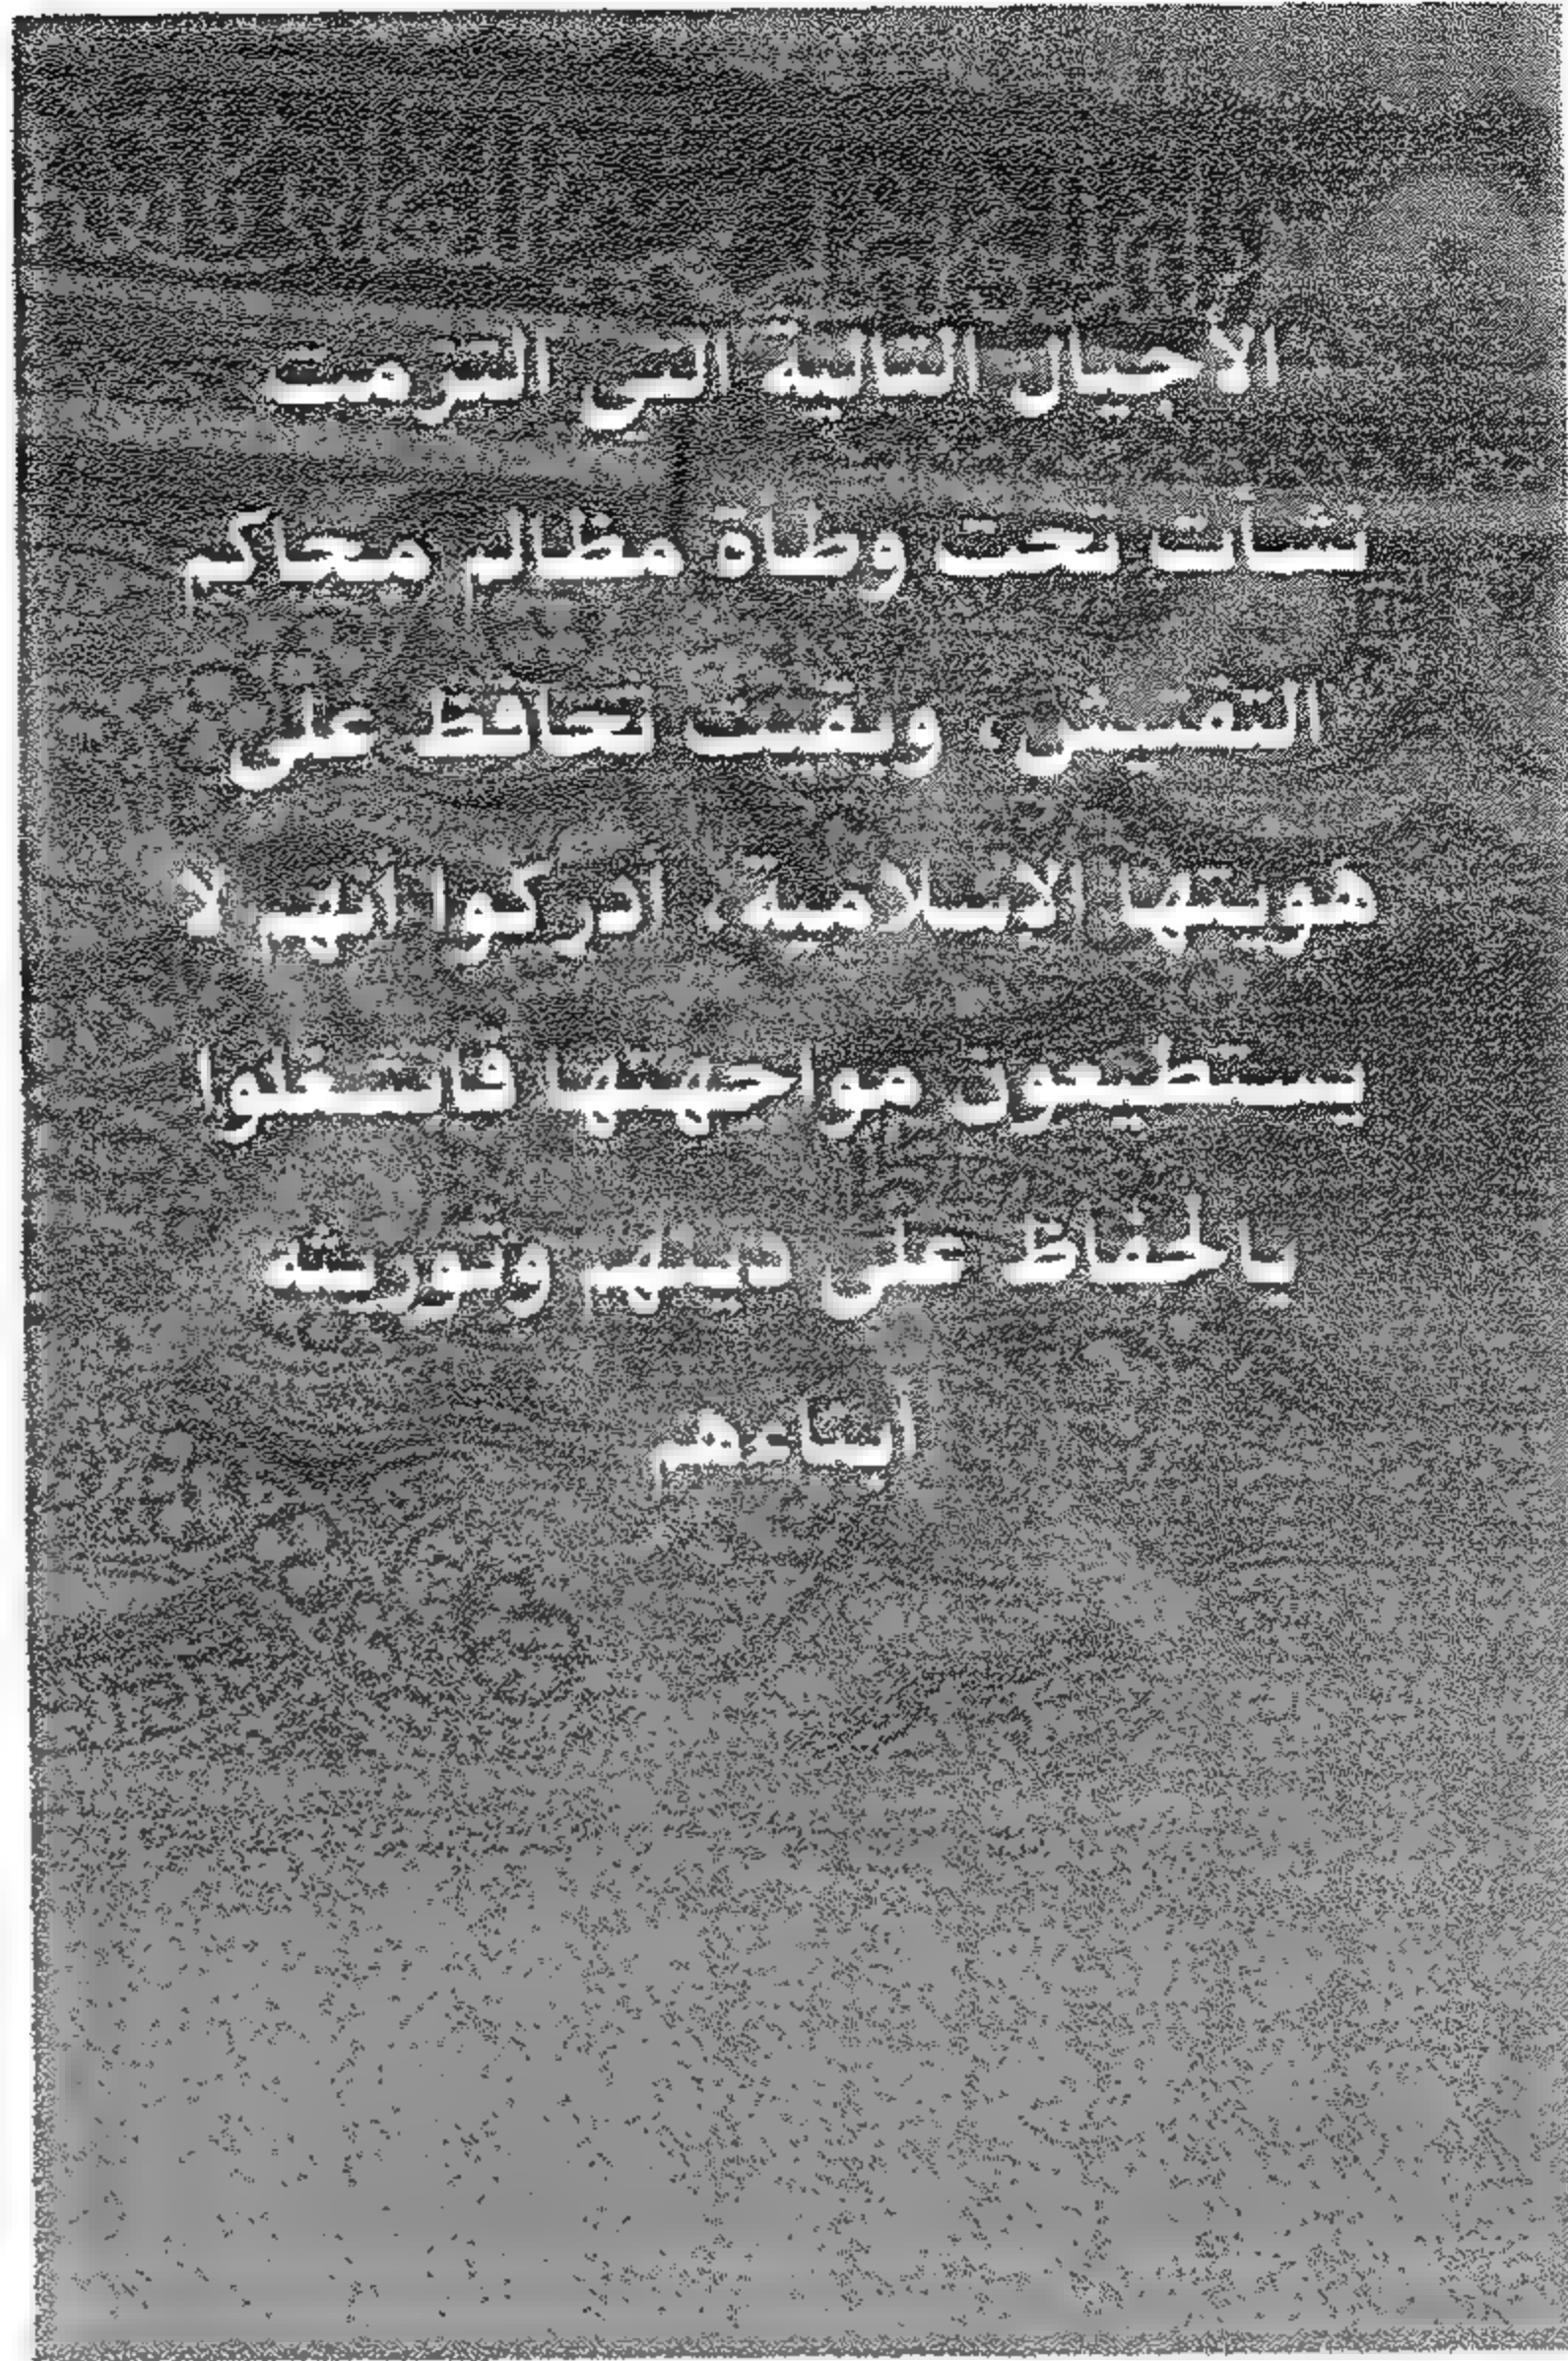 الأجيال التالية التي التزمت
نشأت تحت وطأة مظالم محاكم
التفتيش، وبقيت تحافظ على
هويتها الإسلامية، أدركوا أنهم لا
يستطيعون مواجهتها فانشغلوا
بالحفاظ على دينهم وتوريثه
أبناءهم